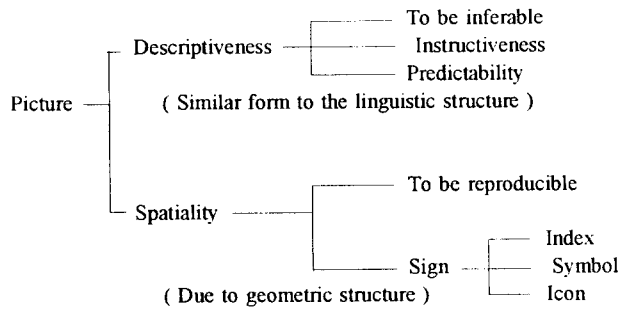 To be inferable
Descriptiveness
Instructiveness
Predictability
Picture
( Similar form to the linguistic structure )
To be reproducible
Spatiality
Index
Sign
Symbol
( Due to geometric structure )
Icon